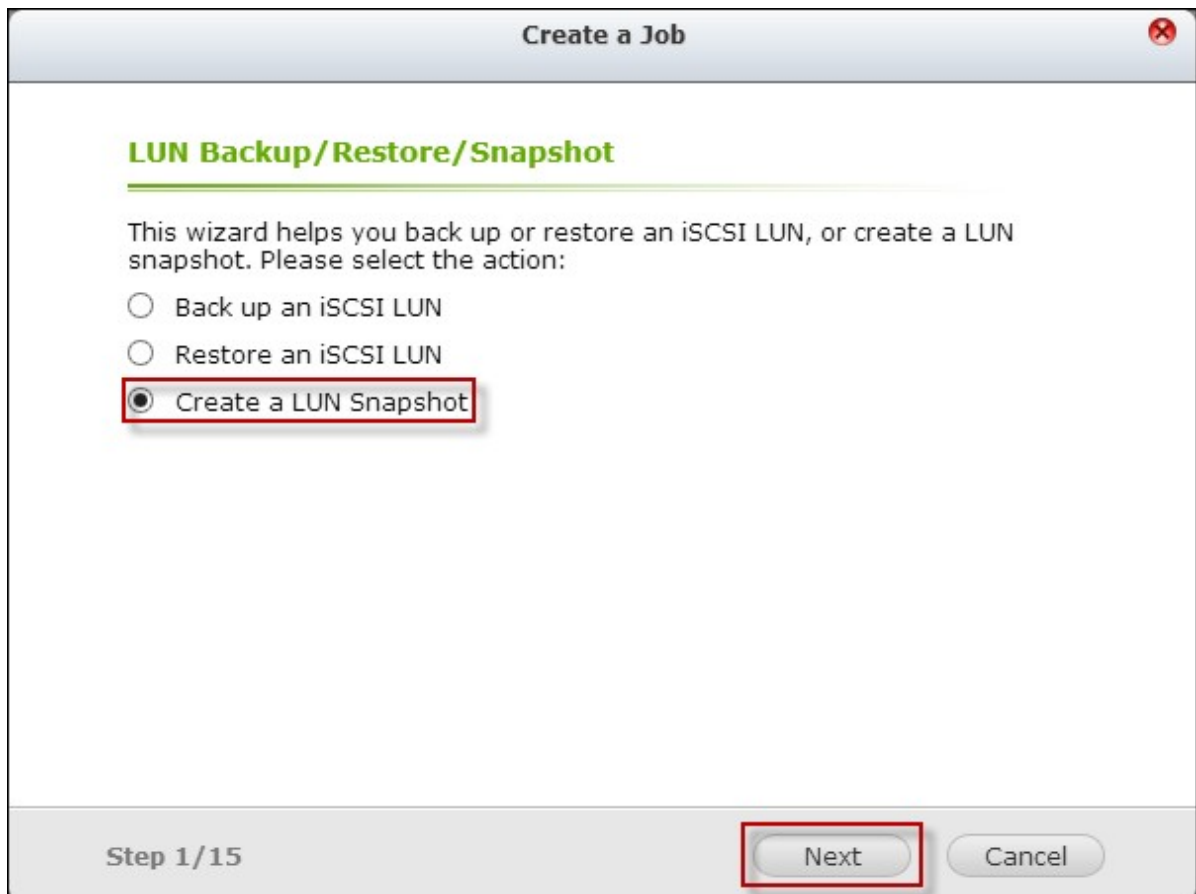 Create a Job
LUN Backup/Restore/Snapshot
This wizard helps you back up or restore an iSCSI LUN, or create a LUN
snapshot. Please select the action:
Back up an iSCSI LUN
Restore an iSCSI LUN
Create a LUN Snapshot
Step 1/15
Next
Cancel